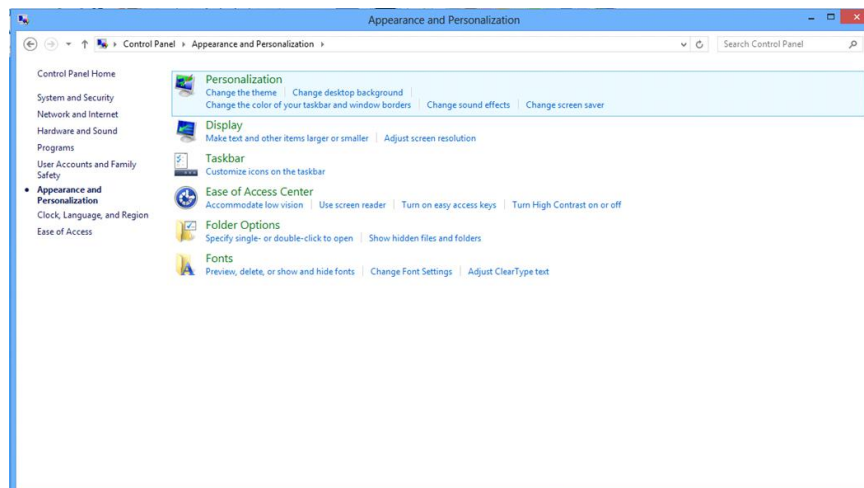 Appearance and Personalization
Control Panel Appearance and Personalization
Search Control Panel
Control Panel Home
System and Security
Network and Internet
Hardware and Sound
Programs
User Accounts and Family
Safety
Appearance and
Personalization
Clock, Language, and Region
Ease of Access
Personalization
Change the theme Change desktop background
Change the color of your taskbar and window borders Change sound effects Change screen saver
Display
Make text and other items larger or smaller Adjust screen resolution
Taskbar
Customize icons on the taskbar
Ease of Access Center
Accommodate low vision Use screen reader Turn on easy access keys Turn High Contrast on or off
Folder Options
Specify single- or double-click to open Show hidden files and folders
Fonts
Preview, delete, or show and hide fonts Change Font Settings Adjust ClearType text